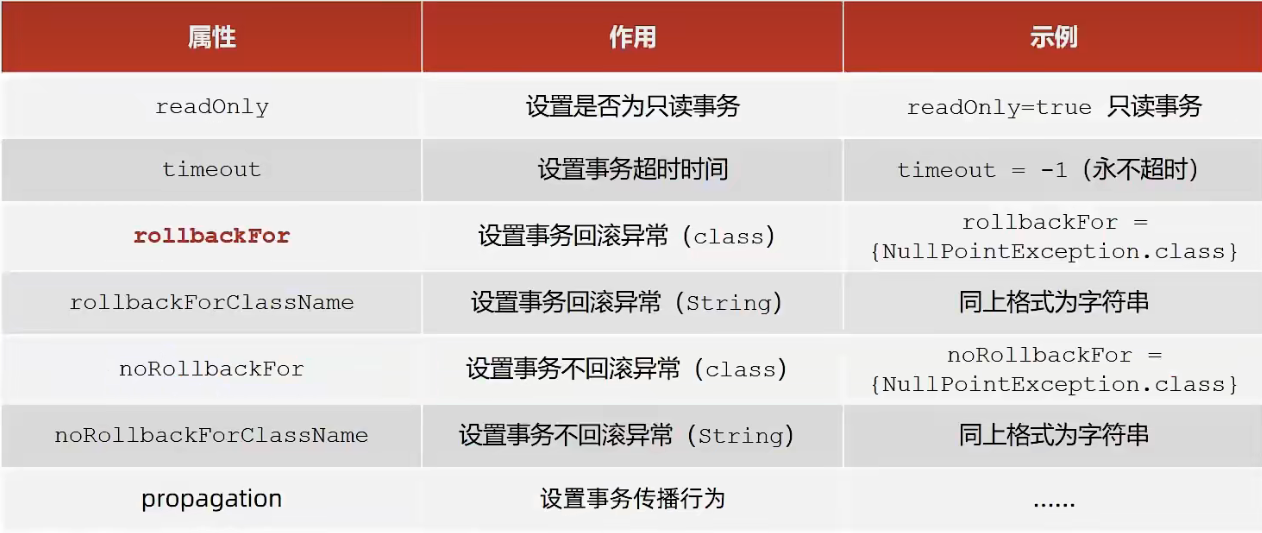 属性 作用 示例
readOnly 设置是否为只读事务 readOnly=true 只读事务
timeout 设置事务超时时间 timeout = -1（永不超时）
rollbackFor 设置事务回滚异常（class） rollbackFor =
{NullPointException.class}
rollbackForClassName 设置事务回滚异常（String） 同上格式为字符串
noRollbackFor 设置事务不回滚异常（class） noRollbackFor =
{NullPointException.class}
noRollbackForClassName 设置事务不回滚异常（String） 同上格式为字符串
propagation 设置事务传播行为 ......